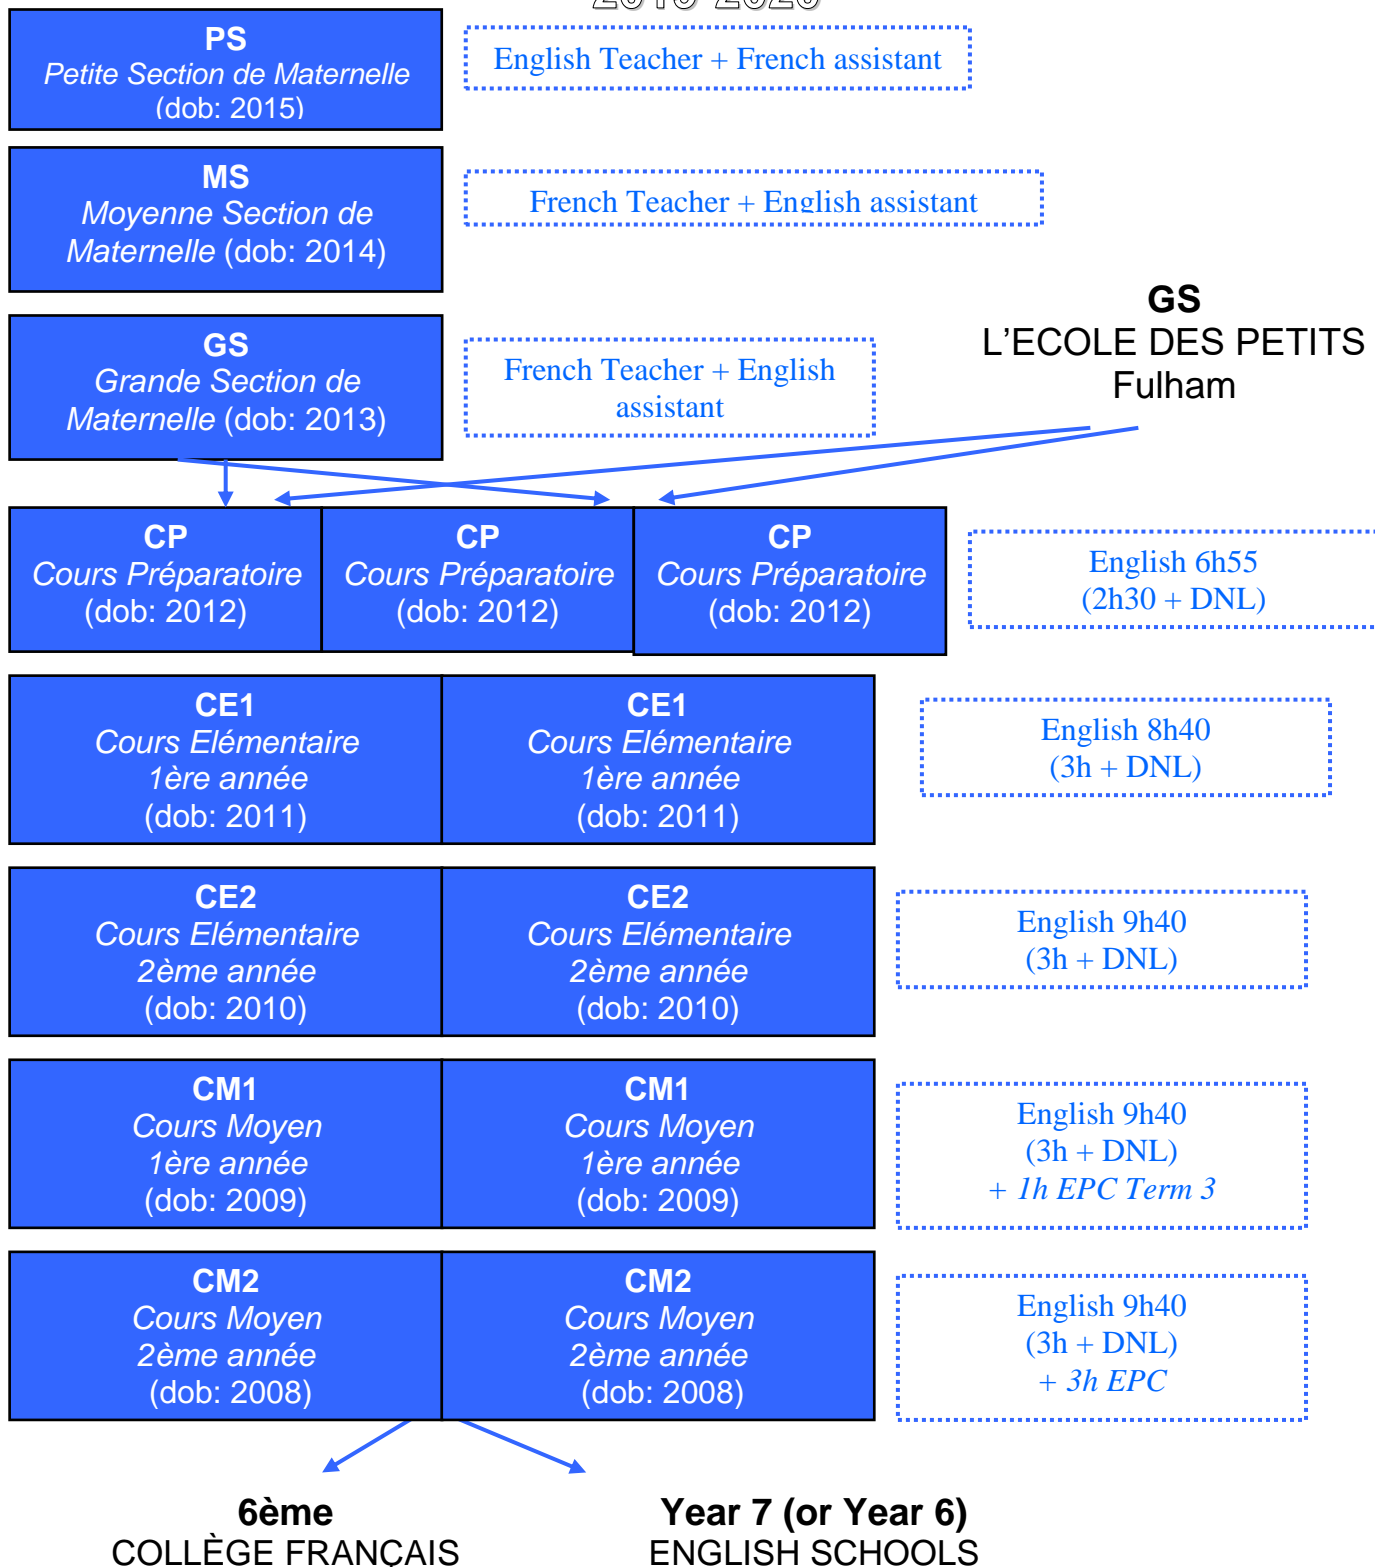 PS
Petite Section de Maternelle
(dob: 2015)
English Teacher + French assistant
MS
Moyenne Section de
Maternelle (dob: 2014)
French Teacher + English assistant
GS
Grande Section de
Maternelle (dob: 2013)
French Teacher + English
assistant
GS
L'ECOLE DES PETITS
Fulham
CP
Cours Préparatoire
(dob: 2012)
CP
Cours Préparatoire
(dob: 2012)
CP
Cours Préparatoire
(dob: 2012)
English 6h55
(2h30 + DNL)
CE1
Cours Elémentaire
1ère année
(dob: 2011)
CE1
Cours Elémentaire
1ère année
(dob: 2011)
English 8h40
(3h + DNL)
CE2
Cours Elémentaire
2ème année
(dob: 2010)
CE2
Cours Elémentaire
2ème année
(dob: 2010)
English 9h40
(3h + DNL)
CM1
Cours Moyen
1ère année
(dob: 2009)
CM1
Cours Moyen
1ère année
(dob: 2009)
English 9h40
(3h + DNL)
+ 1h EPC Term 3
CM2
Cours Moyen
2ème année
(dob: 2008)
CM2
Cours Moyen
2ème année
(dob: 2008)
English 9h40
(3h + DNL)
+ 3h EPC
6ème
COLLÈGE FRANÇAIS
Year 7 (or Year 6)
ENGLISH SCHOOLS